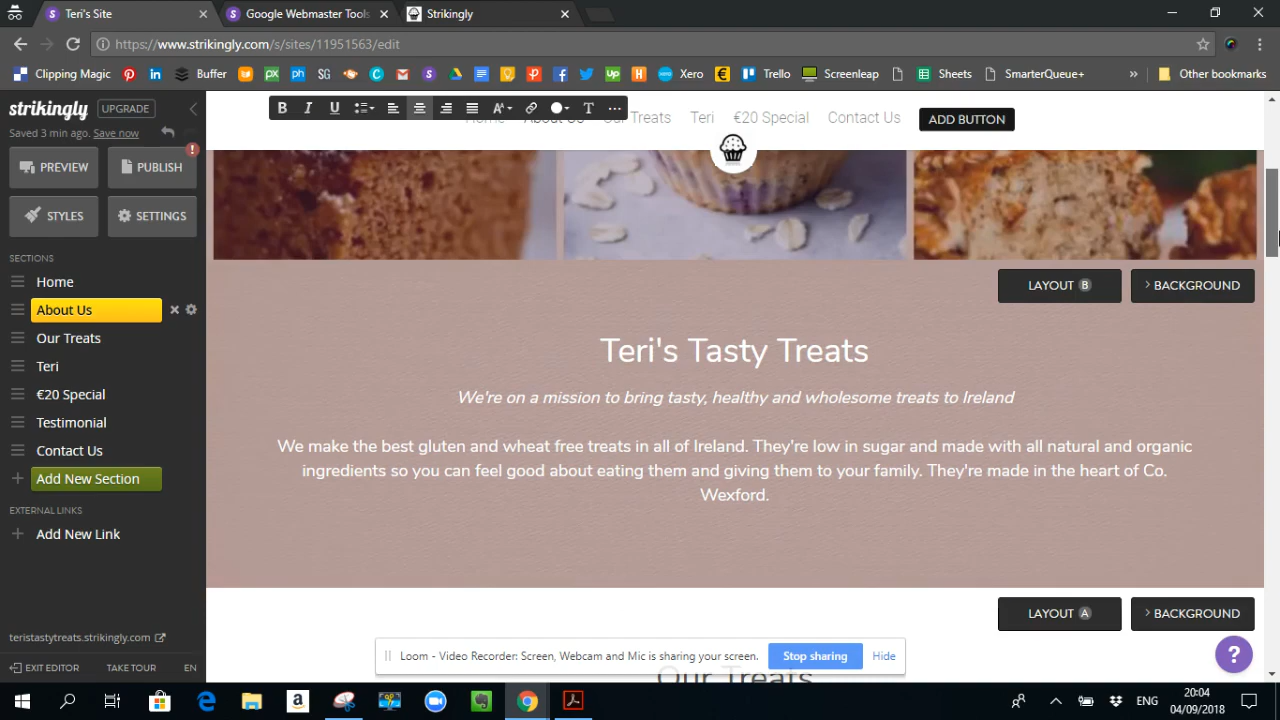 Teri's Site
Google Webmaster Tools
Strikingly
https://www.strikingly.com/s/sites/11951563/edit
Clipping Magic
Buffer
Xero
Trello
Screenleap
Sheets
SmarterQueue+
»
Other bookmarks
strikingly
UPGRADE
Saved 3 min ago. Save now
PREVIEW
PUBLISH
STYLES
SETTINGS
SECTIONS
Home
About Us
Our Treats
Teri
€20 Special
Testimonial
Contact Us
Add New Section
EXTERNAL LINKS
Add New Link
teristastytreats.strikingly.com
EXIT EDITOR
TAKE TOUR
EN
B I U
Home
About Us
Our Treats
Teri
€20 Special
Contact Us
ADD BUTTON
LAYOUT B
BACKGROUND
Teri's Tasty Treats
We're on a mission to bring tasty, healthy and wholesome treats to Ireland
We make the best gluten and wheat free treats in all of Ireland. They're low in sugar and made with all natural and organic
ingredients so you can feel good about eating them and giving them to your family. They're made in the heart of Co.
Wexford.
LAYOUT A
BACKGROUND
Our Treats
Loom - Video Recorder: Screen, Webcam and Mic is sharing your screen.
Stop sharing
Hide
?
ENG
20:04
04/09/2018